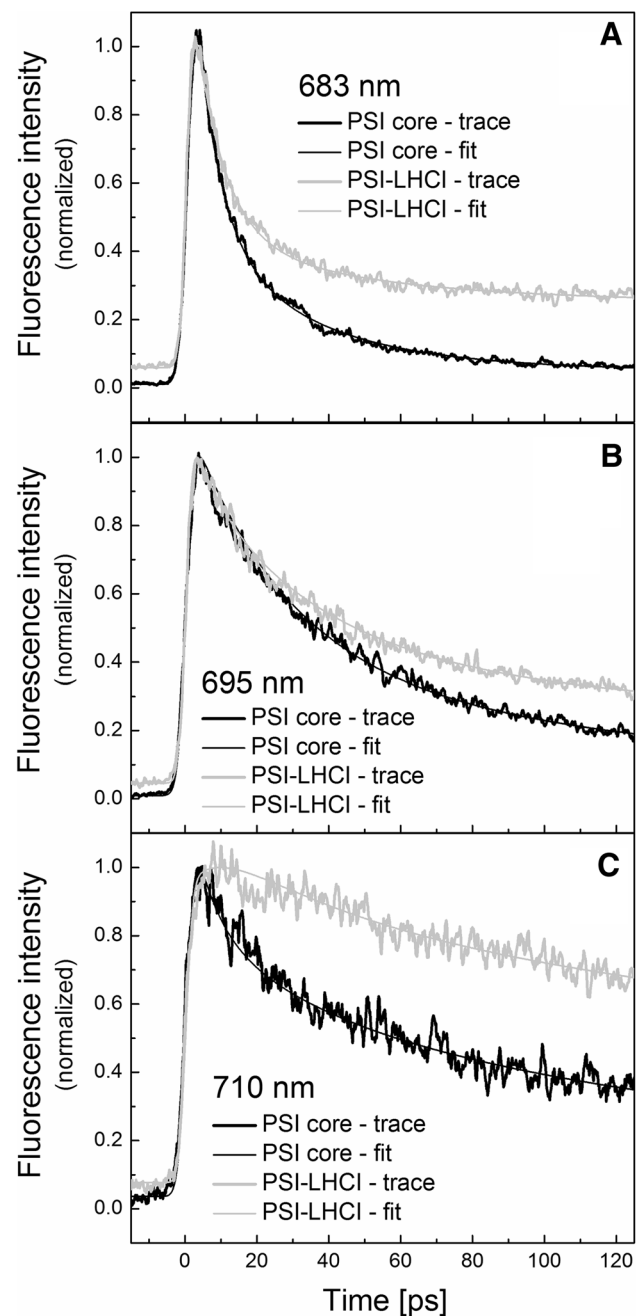 A
683 nm
PSI core - trace
PSI core - fit
PSI-LHCI - trace
PSI-LHCI - fit
Fluorescence intensity
(normalized)
1.0
0.8
0.6
0.4
0.2
0.0
B
695 nm
PSI core - trace
PSI core - fit
PSI-LHCI - trace
PSI-LHCI - fit
Fluorescence intensity
(normalized)
1.0
0.8
0.6
0.4
0.2
0.0
C
710 nm
PSI core - trace
PSI core - fit
PSI-LHCI - trace
PSI-LHCI - fit
Fluorescence intensity
(normalized)
1.0
0.8
0.6
0.4
0.2
0.0
0 20 40 60 80 100 120
Time [ps]